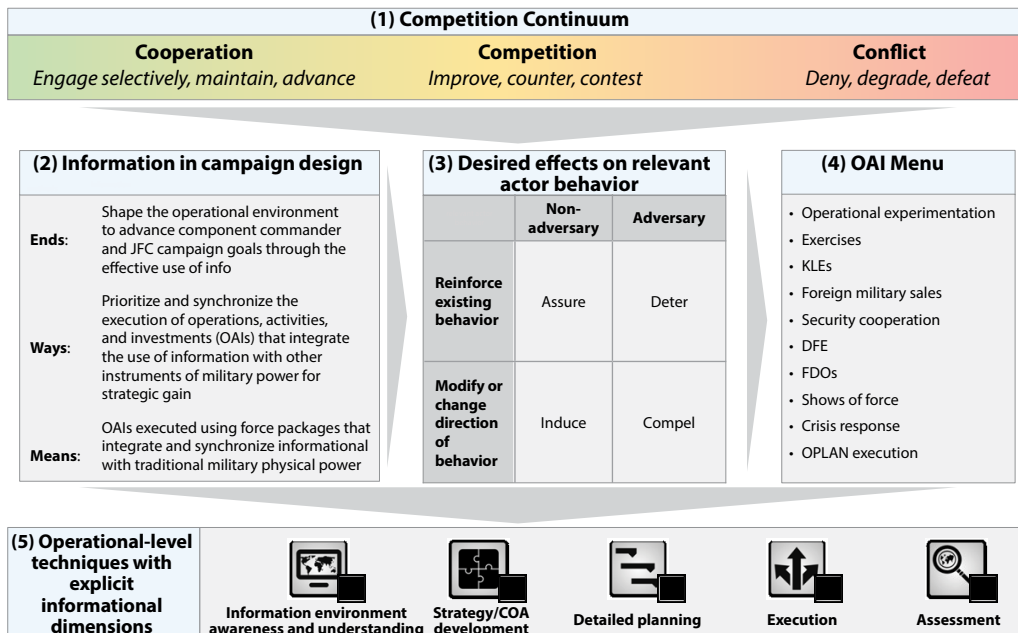 (1) Competition Continuum
Cooperation
Engage selectively, maintain, advance
Competition
Improve, counter, contest
Conflict
Deny, degrade, defeat
(2) Information in campaign design
Ends:
Shape the operational environment
to advance component commander
and JFC campaign goals through the
effective use of info
Ways:
Prioritize and synchronize the
execution of operations, activities,
and investments (OAIs) that integrate
the use of information with other
instruments of military power for
strategic gain
Means:
OAIs executed using force packages that
integrate and synchronize informational
with traditional military physical power
(3) Desired effects on relevant
actor behavior
Non-
adversary
Adversary
Reinforce
existing
behavior
Assure
Deter
Modify or
change
direction
of
behavior
Induce
Compel
(4) OAI Menu
• Operational experimentation
• Exercises
• KLEs
• Foreign military sales
• Security cooperation
• DFE
• FDOs
• Shows of force
• Crisis response
• OPLAN execution
(5) Operational-level
techniques with
explicit
informational
dimensions
Information environment
awareness and understanding
Strategy/COA
development
Detailed planning
Execution
Assessment